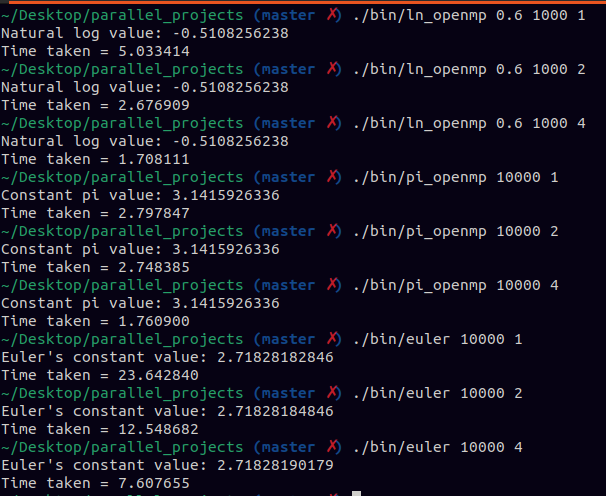 ~/Desktop/parallel_projects (master ✗) ./bin/ln_openmp 0.6 1000 1
Natural log value: -0.5108256238
Time taken = 5.033414
~/Desktop/parallel_projects (master ✗) ./bin/ln_openmp 0.6 1000 2
Natural log value: -0.5108256238
Time taken = 2.676909
~/Desktop/parallel_projects (master ✗) ./bin/ln_openmp 0.6 1000 4
Natural log value: -0.5108256238
Time taken = 1.708111
~/Desktop/parallel_projects (master ✗) ./bin/pi_openmp 10000 1
Constant pi value: 3.1415926336
Time taken = 2.797847
~/Desktop/parallel_projects (master ✗) ./bin/pi_openmp 10000 2
Constant pi value: 3.1415926336
Time taken = 2.748385
~/Desktop/parallel_projects (master ✗) ./bin/pi_openmp 10000 4
Constant pi value: 3.1415926336
Time taken = 1.760900
~/Desktop/parallel_projects (master ✗) ./bin/euler 10000 1
Euler's constant value: 2.71828182846
Time taken = 23.642840
~/Desktop/parallel_projects (master ✗) ./bin/euler 10000 2
Euler's constant value: 2.71828184846
Time taken = 12.548682
~/Desktop/parallel_projects (master ✗) ./bin/euler 10000 4
Euler's constant value: 2.71828190179
Time taken = 7.607655